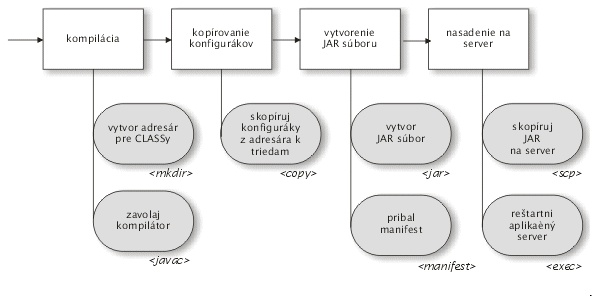 kompilácia
kopírovanie
konfigurákov
vytvorenie
JAR súboru
nasadenie na
server
vytvor adresár
pre CLASSy
<mkdir>
skopíruj
konfiguráky
z adresára k
triedam
<copy>
vytvor
JAR súbor
<jar>
skopíruj
JAR
na server
<scp>
zavolaj
kompilátor
<javac>
pribal
manifest
<manifest>
reštartni
aplikaèný
server
<exec>